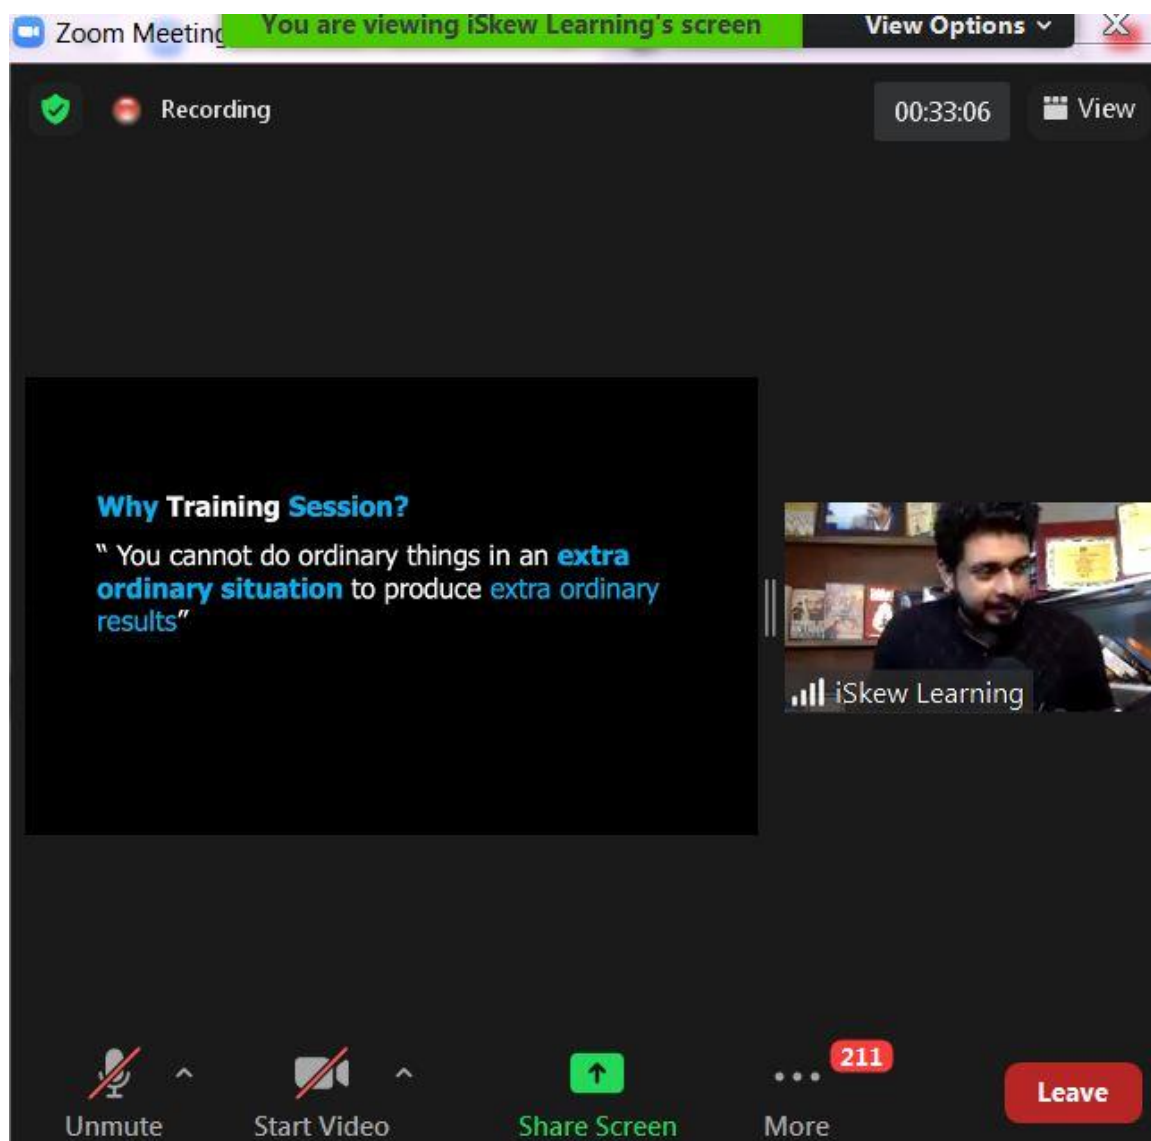 Zoom Meeting
You are viewing iSkew Learning's screen
View Options
Recording
00:33:06
View
Why Training Session?
“ You cannot do ordinary things in an extra
ordinary situation to produce extra ordinary
results”
iSkew Learning
211
Unmute
Start Video
Share Screen
More
Leave